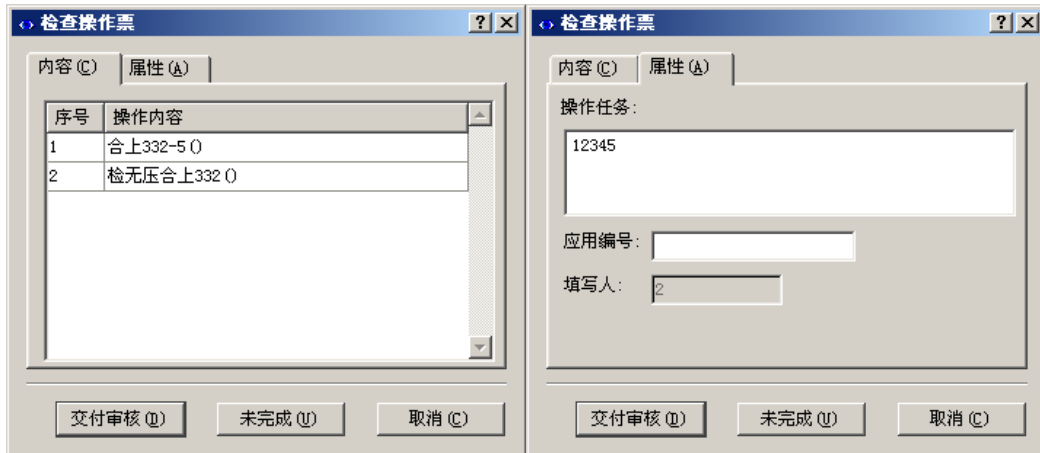 检查操作票
内容(C) 属性(A)
序号 操作内容
1 合上332-5()
2 检无压合上332()
交付审核(D) 未完成(U) 取消(C)
检查操作票
内容(C) 属性(A)
操作任务:
12345
应用编号:
填写人: 2
交付审核(D) 未完成(U) 取消(C)